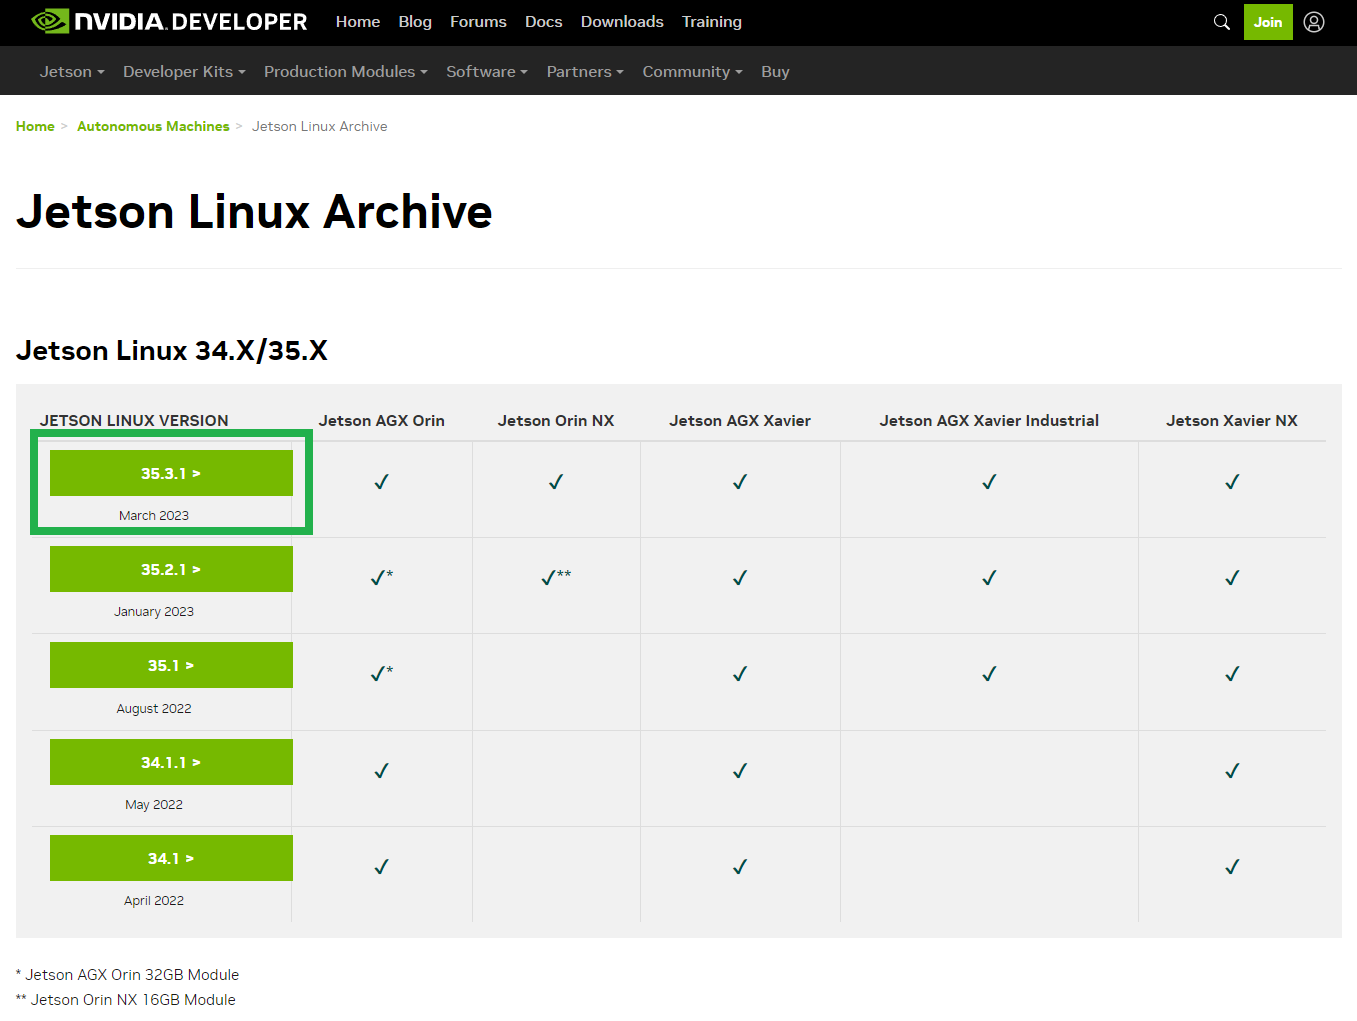 NVIDIA. DEVELOPER Home Blog Forums Docs Downloads Training Join
Jetson Developer Kits Production Modules Software Partners Community Buy
Home > Autonomous Machines > Jetson Linux Archive
Jetson Linux Archive
Jetson Linux 34.X/35.X
JETSON LINUX VERSION Jetson AGX Orin Jetson Orin NX Jetson AGX Xavier Jetson AGX Xavier Industrial Jetson Xavier NX
35.3.1 > ✓ ✓ ✓ ✓ ✓
March 2023
35.2.1 > ✓* ✓** ✓ ✓ ✓
January 2023
35.1 > ✓* ✓ ✓ ✓
August 2022
34.1.1 > ✓ ✓ ✓
May 2022
34.1 > ✓ ✓ ✓
April 2022
* Jetson AGX Orin 32GB Module
** Jetson Orin NX 16GB Module